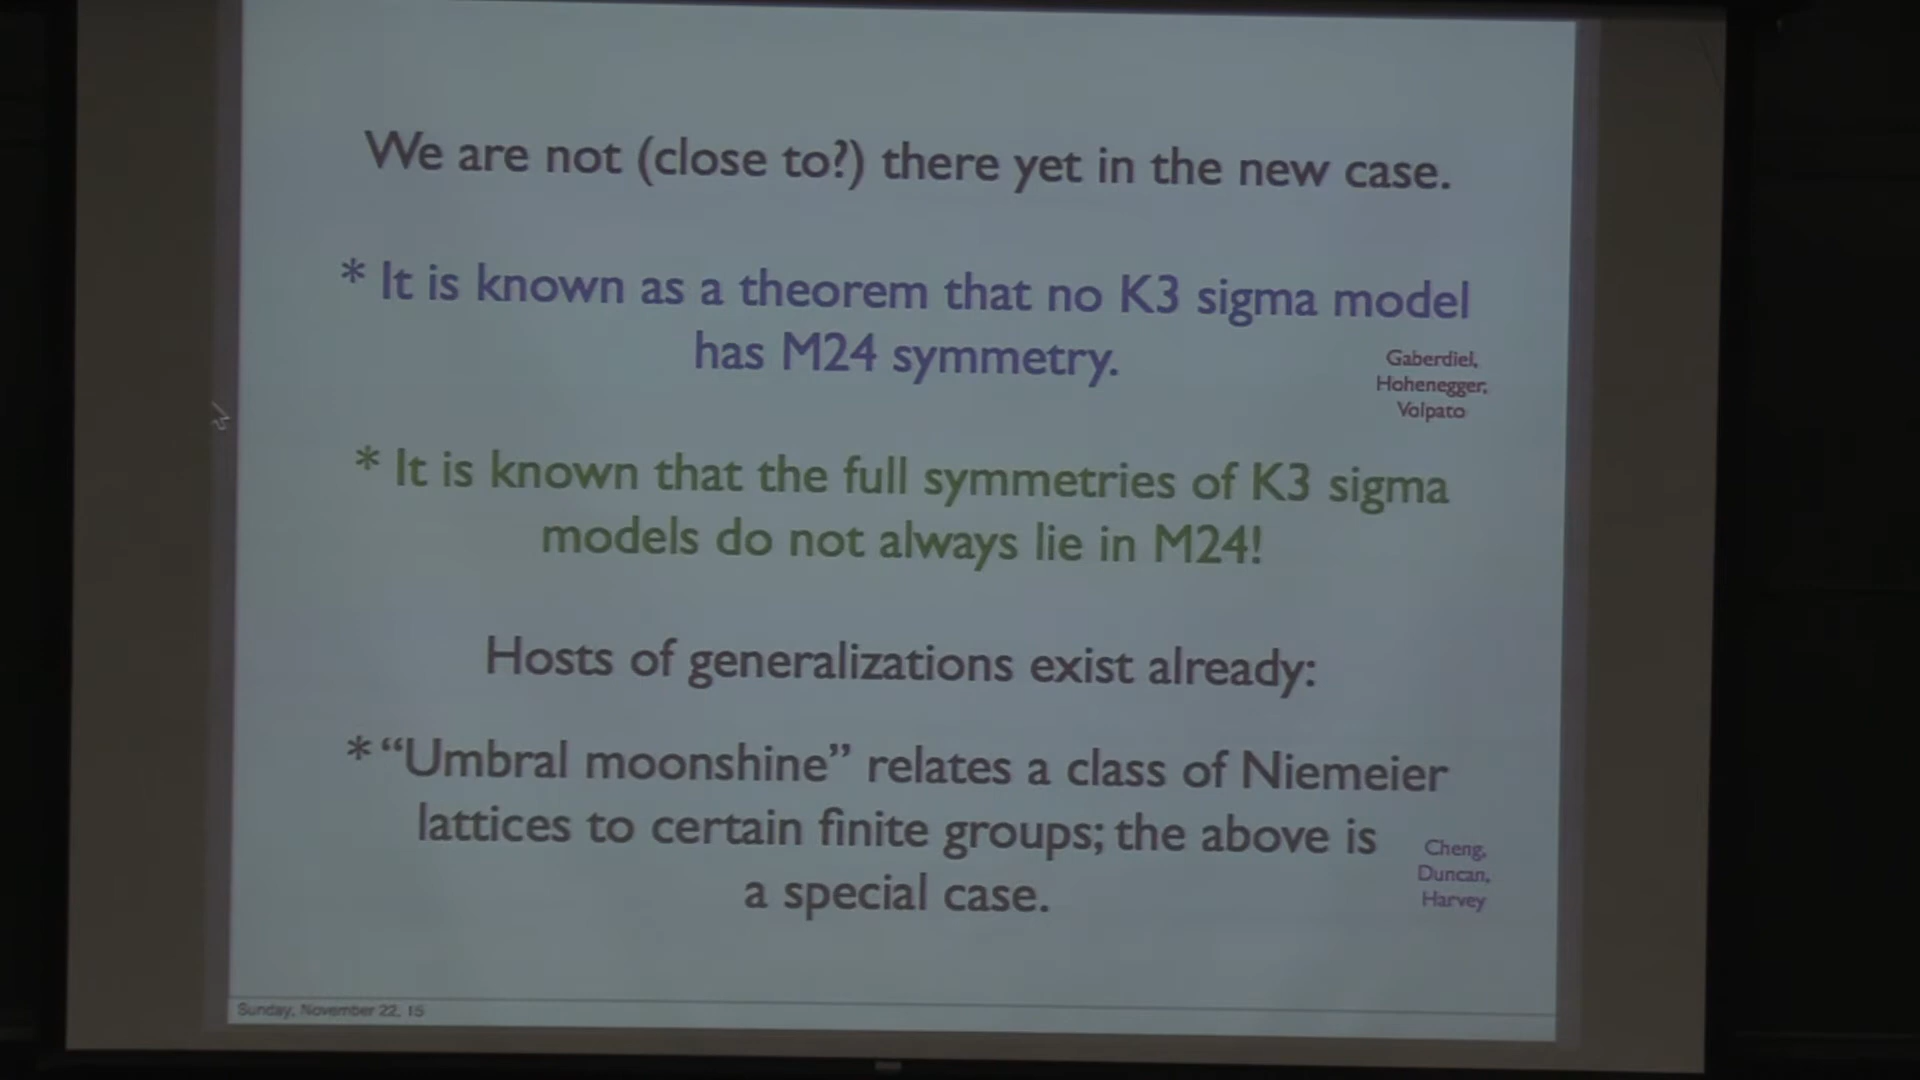 We are not (close to?) there yet in the new case.
* It is known as a theorem that no K3 sigma model
has M24 symmetry.
Gaberdiel,
Hohenegger,
Volpato
* It is known that the full symmetries of K3 sigma
models do not always lie in M24!
Hosts of generalizations exist already:
* “Umbral moonshine” relates a class of Niemeier
lattices to certain finite groups; the above is
a special case.
Cheng,
Duncan,
Harvey
Sunday, November 22, 15